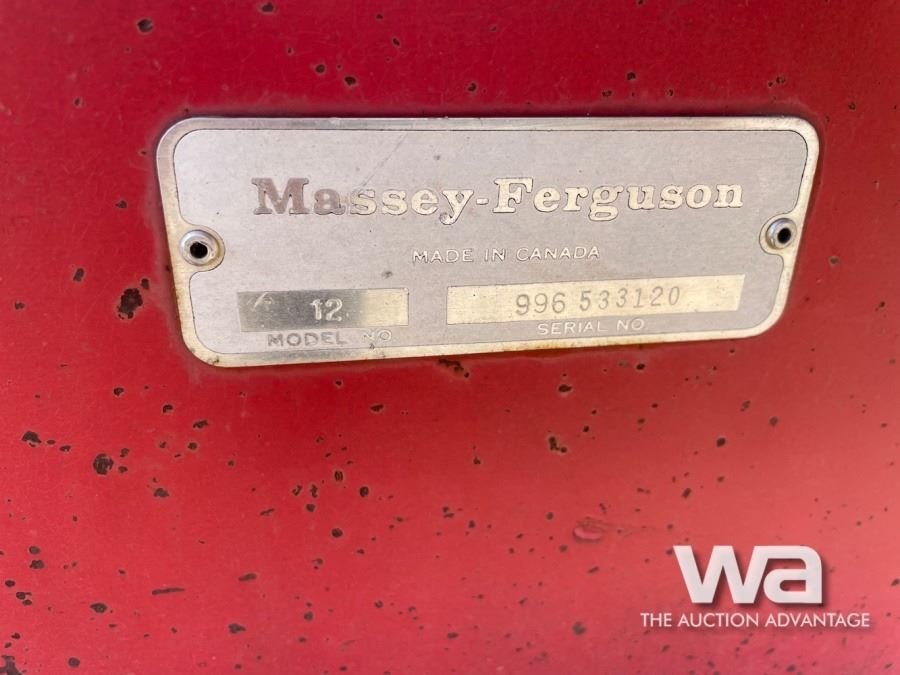 Massey-Ferguson
MADE IN CANADA
12
MODEL NO
996 533120
SERIAL NO
wa
THE AUCTION ADVANTAGE